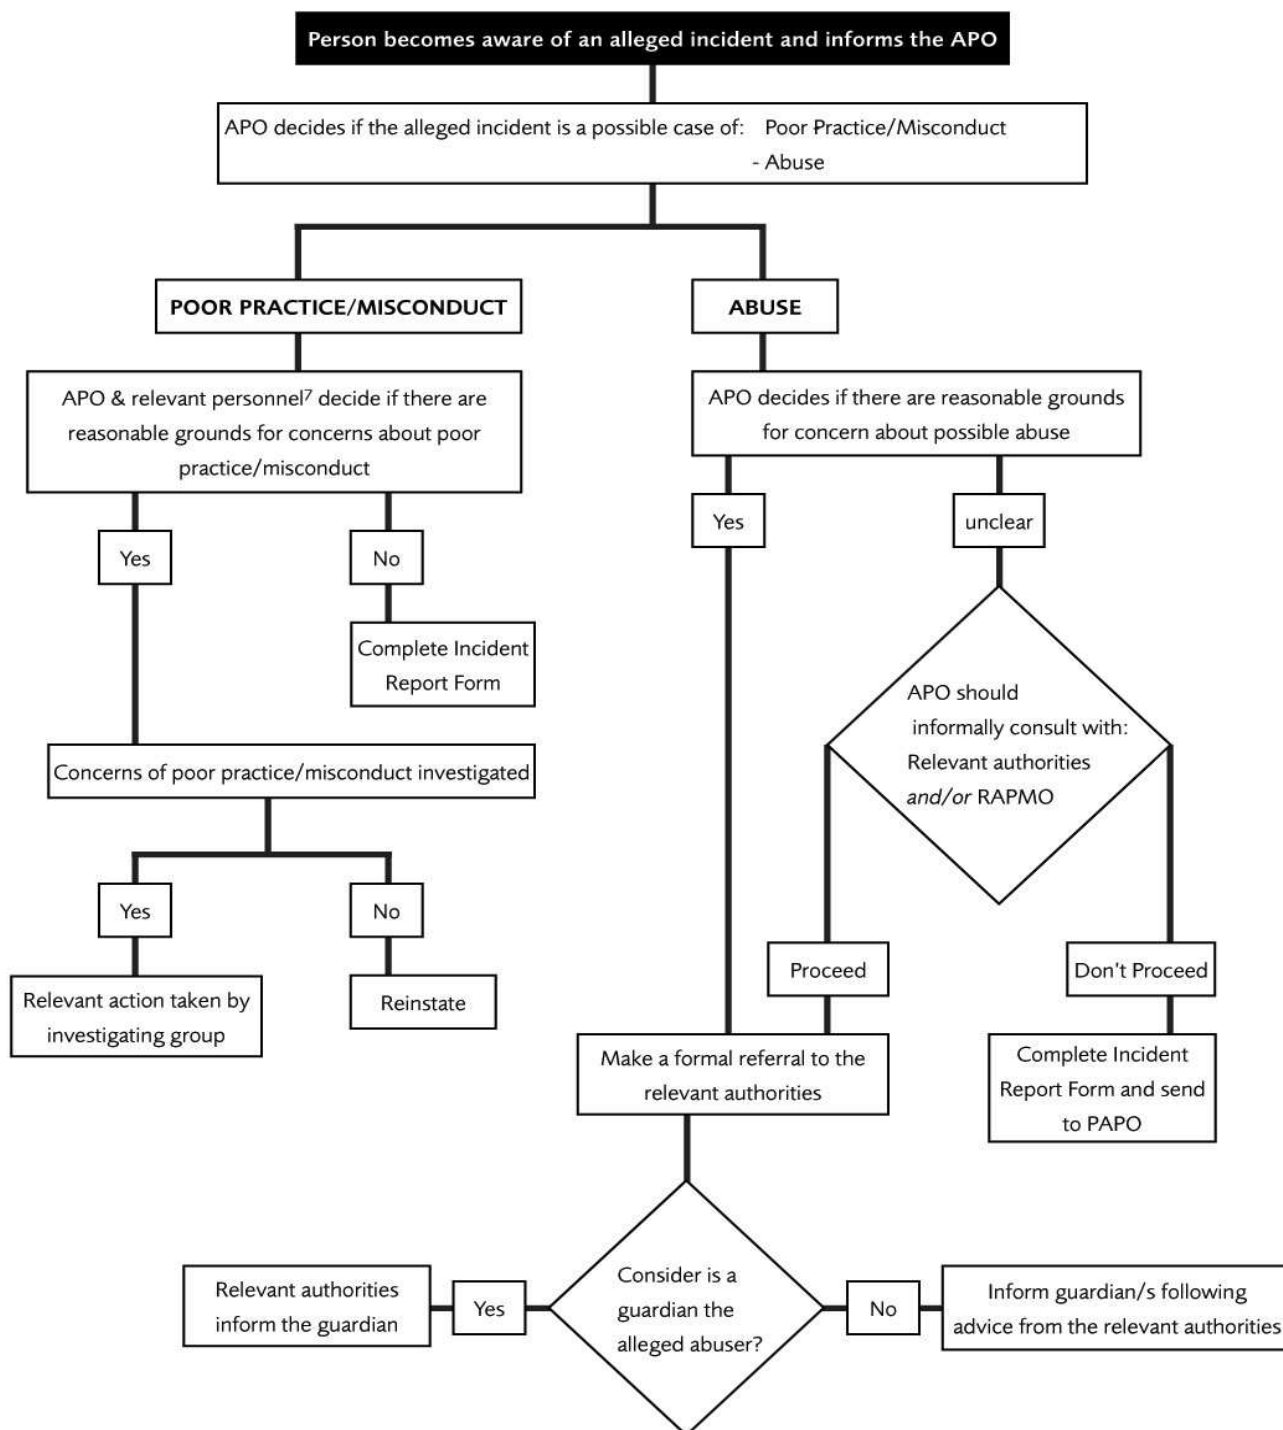 Person becomes aware of an alleged incident and informs the APO
APO decides if the alleged incident is a possible case of: Poor Practice/Misconduct
- Abuse
POOR PRACTICE/MISCONDUCT
ABUSE
APO & relevant personnel⁷ decide if there are
reasonable grounds for concerns about poor
practice/misconduct
APO decides if there are reasonable grounds
for concern about possible abuse
Yes
No
Yes
unclear
Complete Incident
Report Form
APO should
informally consult with:
Relevant authorities
and/or RAPMO
Concerns of poor practice/misconduct investigated
Yes
No
Proceed
Don't Proceed
Relevant action taken by
investigating group
Reinstate
Make a formal referral to the
relevant authorities
Complete Incident
Report Form and send
to PAPO
Relevant authorities
inform the guardian
Yes
Consider is a
guardian the
alleged abuser?
No
Inform guardian/s following
advice from the relevant authorities